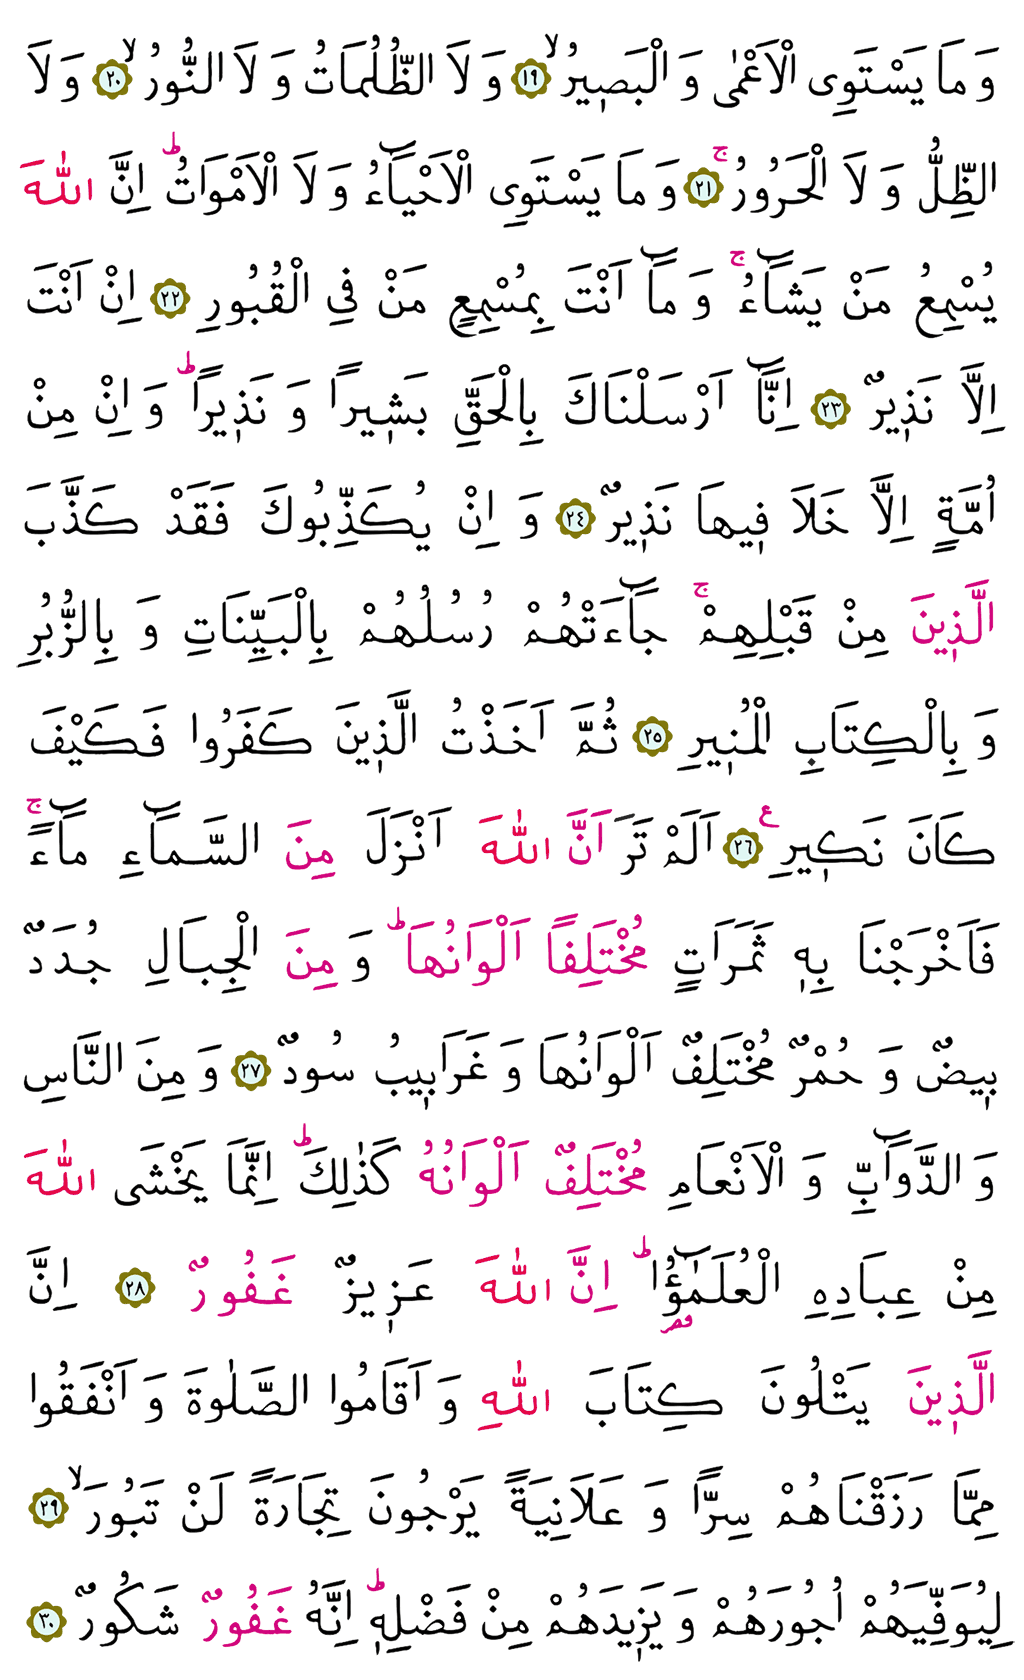 وَ مَا يَسْتَوِى الْاَعْمٰى وَ الْبَصٖيرُۙ ﴿١٩﴾ وَ لَا الظُّلُمَاتُ وَ لَا النُّورُۙ ﴿٢٠﴾ وَ لَا
الظِّلُّ وَ لَا الْحَرُورُۚ ﴿٢١﴾ وَ مَا يَسْتَوِى الْاَحْيَٓاءُ وَ لَا الْاَمْوَاتُؕ اِنَّ اللّٰهَ
يُسْمِعُ مَنْ يَشَٓاءُۚ وَ مَٓا اَنْتَ بِمُسْمِعٍ مَنْ فِى الْقُبُورِ ﴿٢٢﴾ اِنْ اَنْتَ
اِلَّا نَذٖيرٌ ﴿٢٣﴾ اِنَّٓا اَرْسَلْنَاكَ بِالْحَقِّ بَشٖيراً وَ نَذٖيراًؕ وَ اِنْ مِنْ
اُمَّةٍ اِلَّا خَلَا فٖيهَا نَذٖيرٌ ﴿٢٤﴾ وَ اِنْ يُكَذِّبُوكَ فَقَدْ كَذَّبَ
الَّذٖينَ مِنْ قَبْلِهِمْۚ جَٓاءَتْهُمْ رُسُلُهُمْ بِالْبَيِّنَاتِ وَ بِالزُّبُرِ
وَ بِالْكِتَابِ الْمُنٖيرِ ﴿٢٥﴾ ثُمَّ اَخَذْتُ الَّذٖينَ كَفَرُوا فَكَيْفَ
كَانَ نَكٖيرِ ﴿٢٦﴾ ع اَلَمْ تَرَ اَنَّ اللّٰهَ اَنْزَلَ مِنَ السَّمَٓاءِ مَٓاءًۚ
فَاَخْرَجْنَا بِهٖ ثَمَرَاتٍ مُخْتَلِفًا اَلْوَانُهَاؕ وَ مِنَ الْجِبَالِ جُدَدٌ
بٖيضٌ وَ حُمْرٌ مُخْتَلِفٌ اَلْوَانُهَا وَ غَرَابٖيبُ سُودٌ ﴿٢٧﴾ وَ مِنَ النَّاسِ
وَ الدَّوَٓابِّ وَ الْاَنْعَامِ مُخْتَلِفٌ اَلْوَانُهُ كَذٰلِكَؕ اِنَّمَا يَخْشَى اللّٰهَ
مِنْ عِبَادِهِ الْعُلَمٰٓؤُ۬اؕ اِنَّ اللّٰهَ عَزٖيزٌ غَفُورٌ ﴿٢٨﴾ اِنَّ
الَّذٖينَ يَتْلُونَ كِتَابَ اللّٰهِ وَ اَقَامُوا الصَّلٰوةَ وَ اَنْفَقُوا
مِمَّا رَزَقْنَاهُمْ سِرًّا وَ عَلَانِيَةً يَرْجُونَ تِجَارَةً لَنْ تَبُورَۙ ﴿٢٩﴾
لِيُوَفِّيَهُمْ اُجُورَهُمْ وَ يَزٖيدَهُمْ مِنْ فَضْلِهٖؕ اِنَّهُ غَفُورٌ شَكُورٌ ﴿٣٠﴾